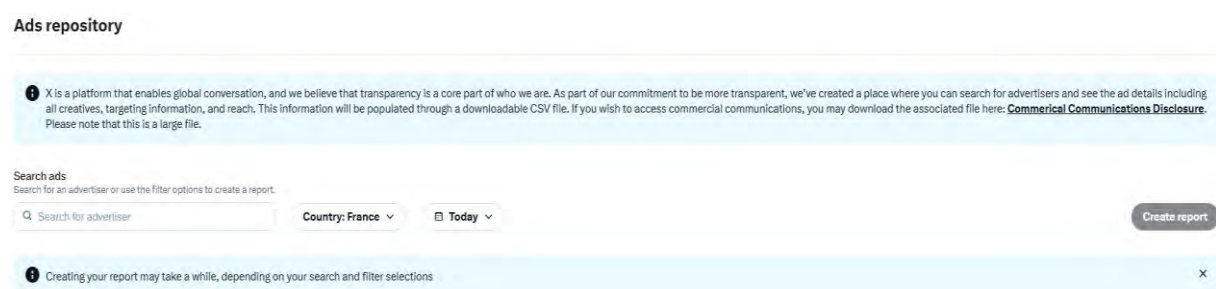 Ads repository
X is a platform that enables global conversation, and we believe that transparency is a core part of who we are. As part of our commitment to be more transparent, we've created a place where you can search for advertisers and see the ad details including
all creatives, targeting information, and reach. This information will be populated through a downloadable CSV file. If you wish to access commercial communications, you may download the associated file here: Commerical Communications Disclosure.
Please note that this is a large file.
Search ads
Search for an advertiser or use the filter options to create a report.
Search for advertiser
Country: France
Today
Create report
Creating your report may take a while, depending on your search and filter selections